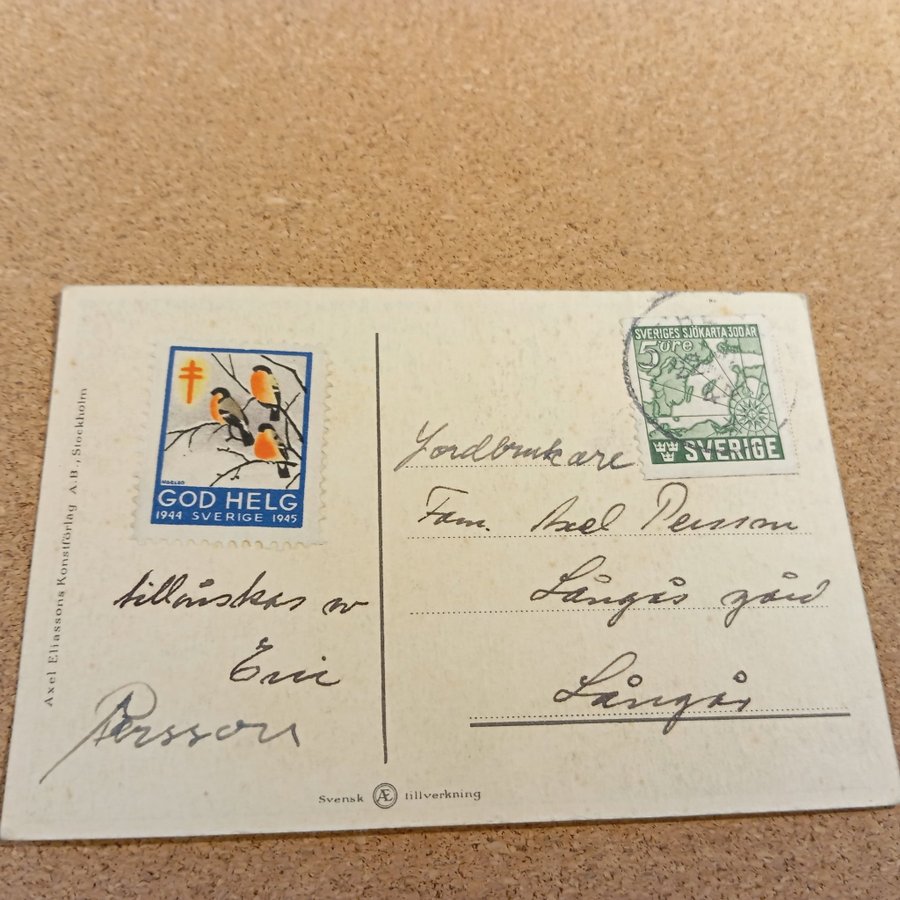 Axel Eliassons Konstförlag A.B., Stockholm
GOD HELG
1944 SVERIGE 1945
tillönskas av
Eric
Persson
SVERIGES SJÖKARTA 300 ÅR
5 öre
SVERIGE
Jordbrukare
Fam. Axel Persson
Långås gård
Långås
Svensk Æ tillverkning